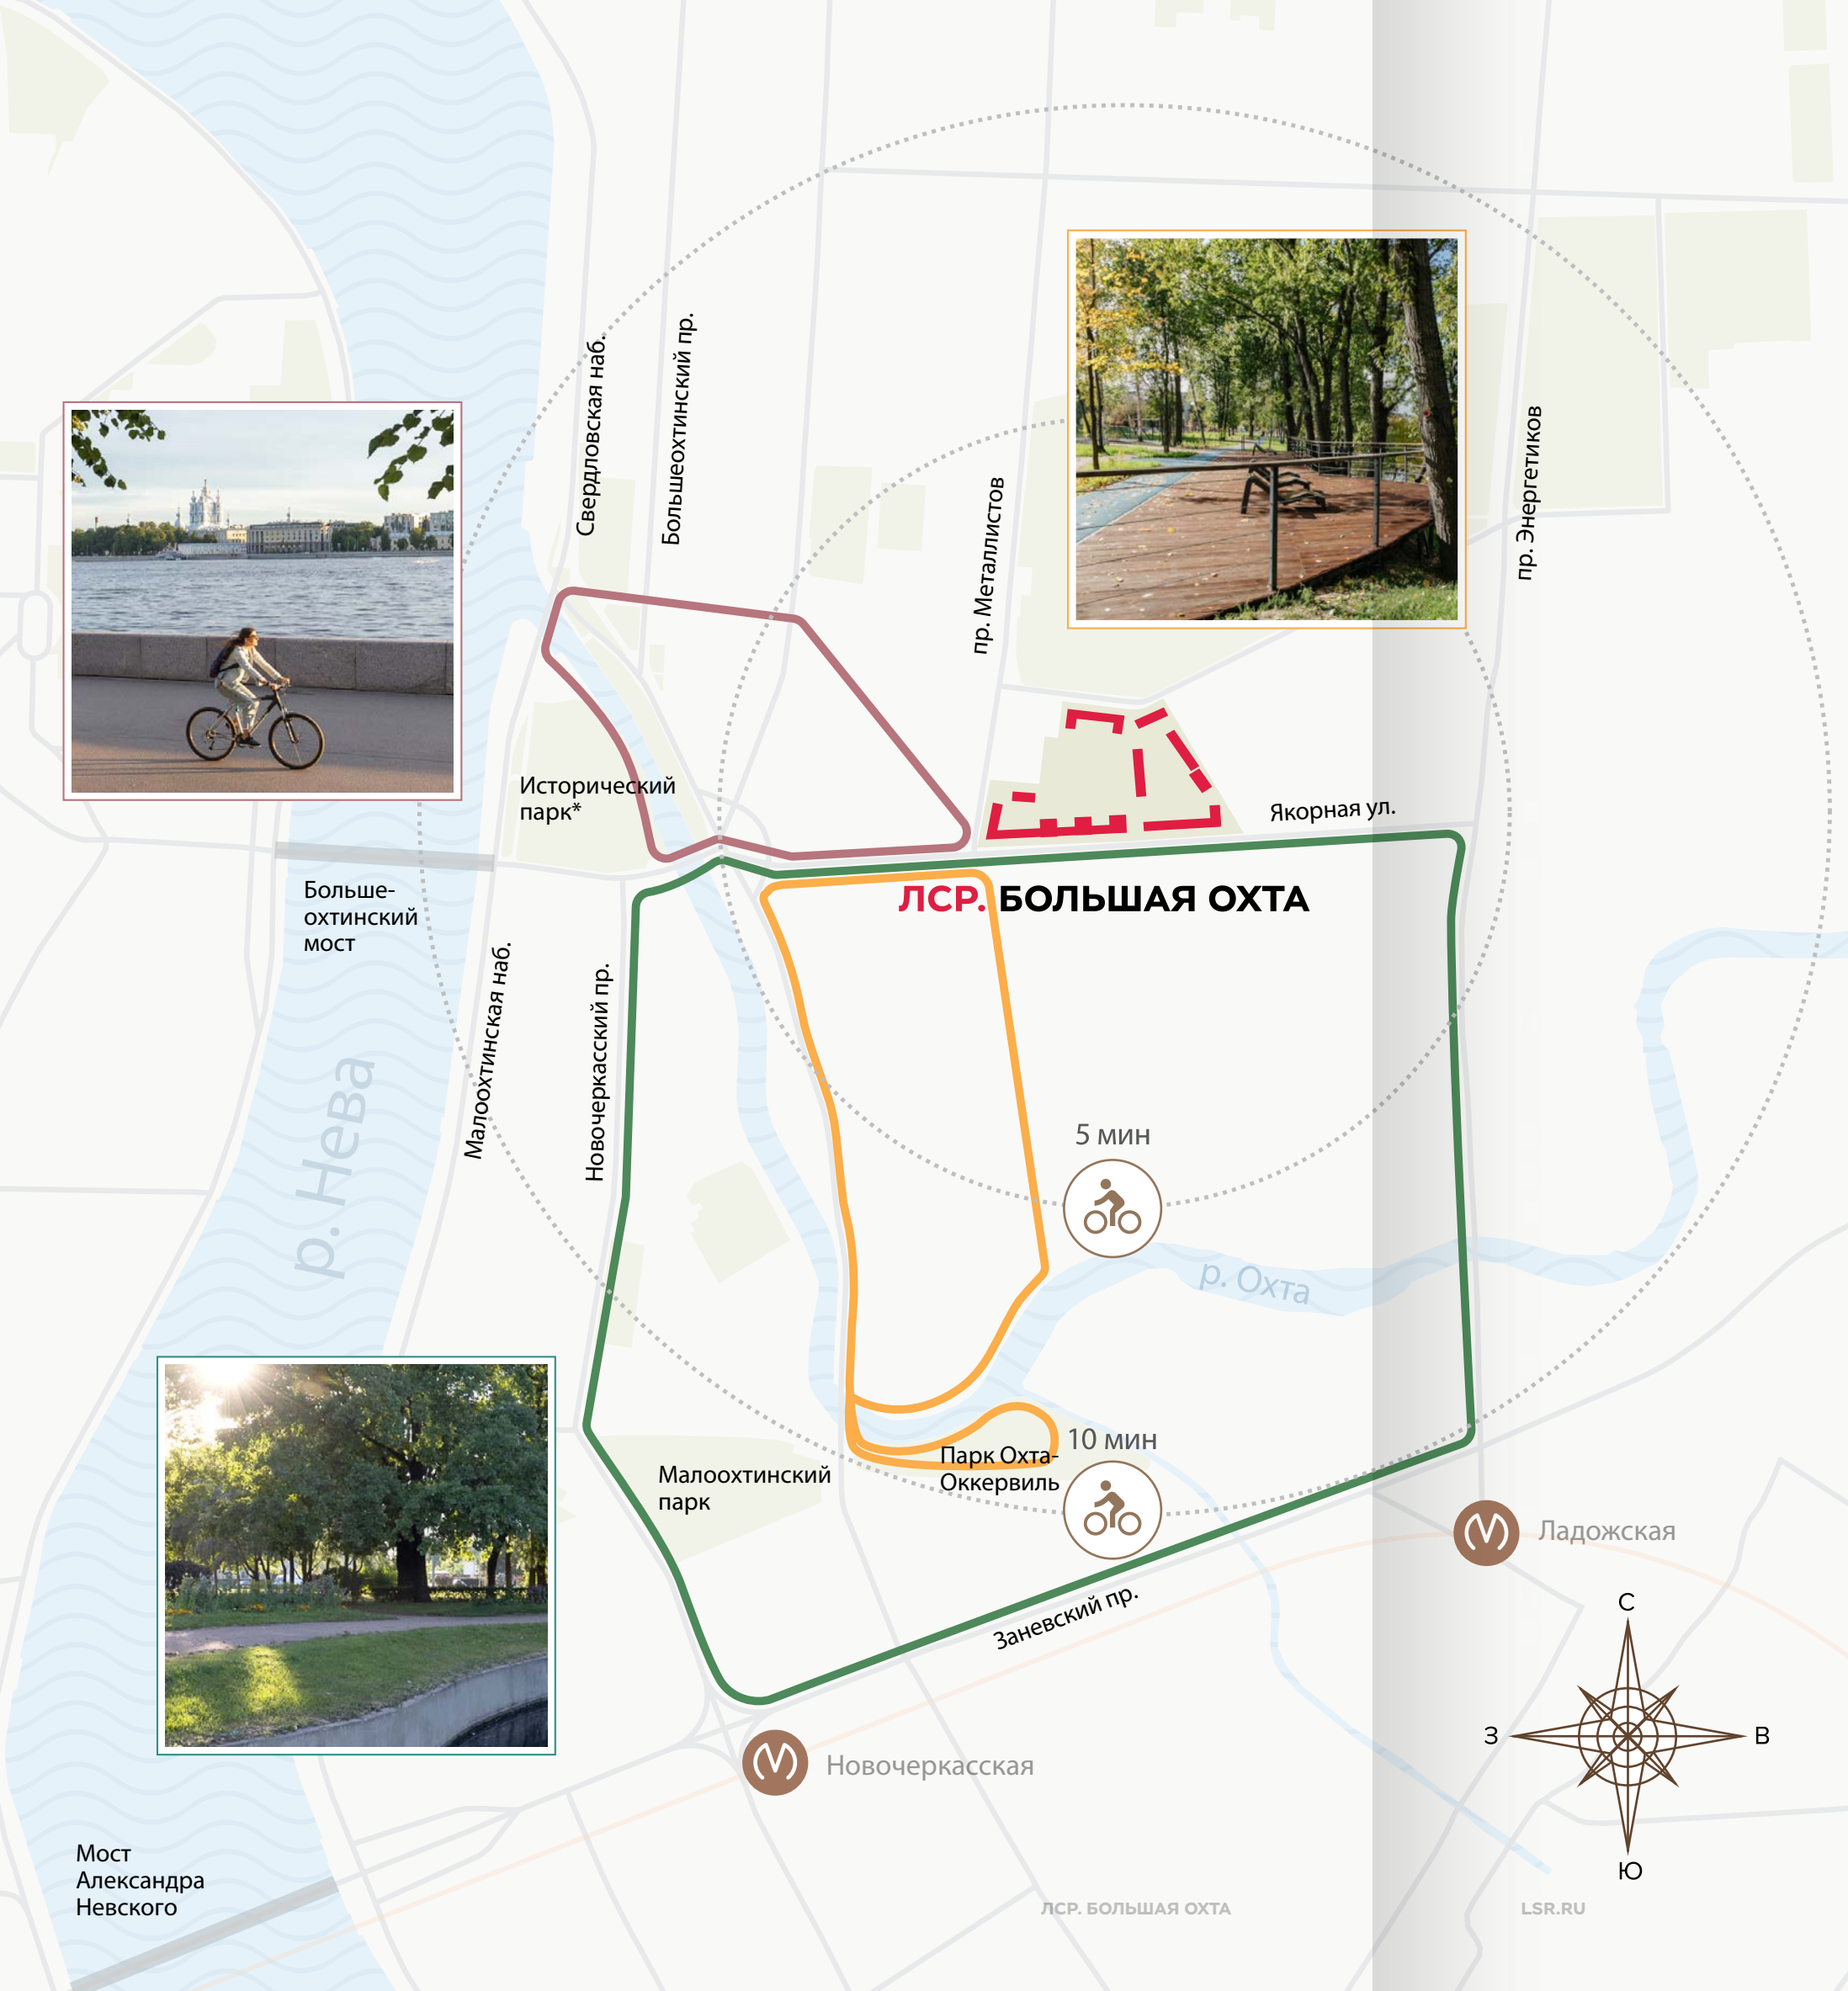 Свердловская наб.
Большеохтинский пр.
пр. Металлистов
пр. Энергетиков
Исторический
парк*
Якорная ул.
Больше-
охтинский
мост
ЛСР. БОЛЬШАЯ ОХТА
Малоохтинская наб.
Новочеркасский пр.
р. Нева
5 мин
р. Охта
10 мин
Парк Охта-
Оккервиль
Малоохтинский
парк
Ладожская
Заневский пр.
С
З
В
Ю
Новочеркасская
Мост
Александра
Невского
ЛСР. БОЛЬШАЯ ОХТА
LSR.RU